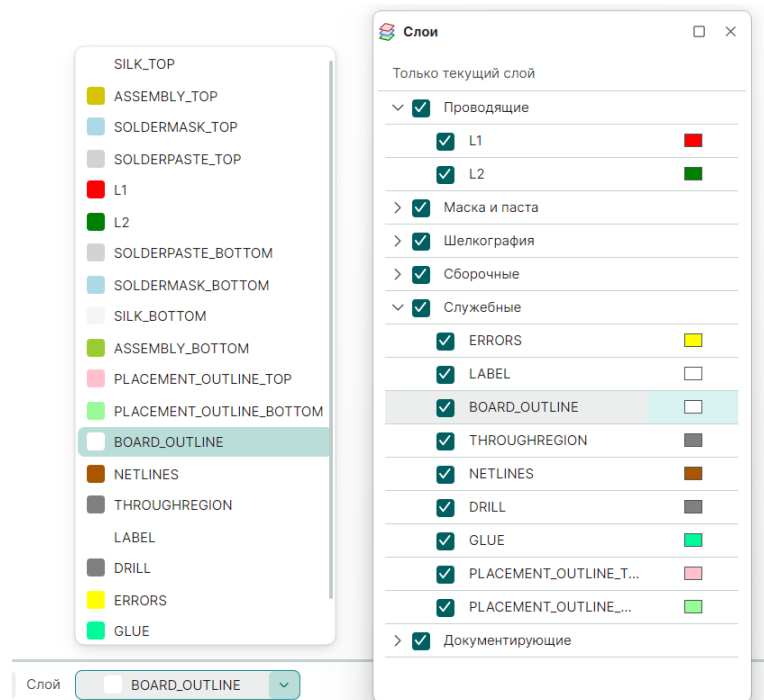 SILK_TOP
ASSEMBLY_TOP
SOLDERMASK_TOP
SOLDERPASTE_TOP
L1
L2
SOLDERPASTE_BOTTOM
SOLDERMASK_BOTTOM
SILK_BOTTOM
ASSEMBLY_BOTTOM
PLACEMENT_OUTLINE_TOP
PLACEMENT_OUTLINE_BOTTOM
BOARD_OUTLINE
NETLINES
THROUGHREGION
LABEL
DRILL
ERRORS
GLUE
Слой
BOARD_OUTLINE
Слои
Только текущий слой
Проводящие
L1
L2
Маска и паста
Шелкография
Сборочные
Служебные
ERRORS
LABEL
BOARD_OUTLINE
THROUGHREGION
NETLINES
DRILL
GLUE
PLACEMENT_OUTLINE_T...
PLACEMENT_OUTLINE_...
Документирующие